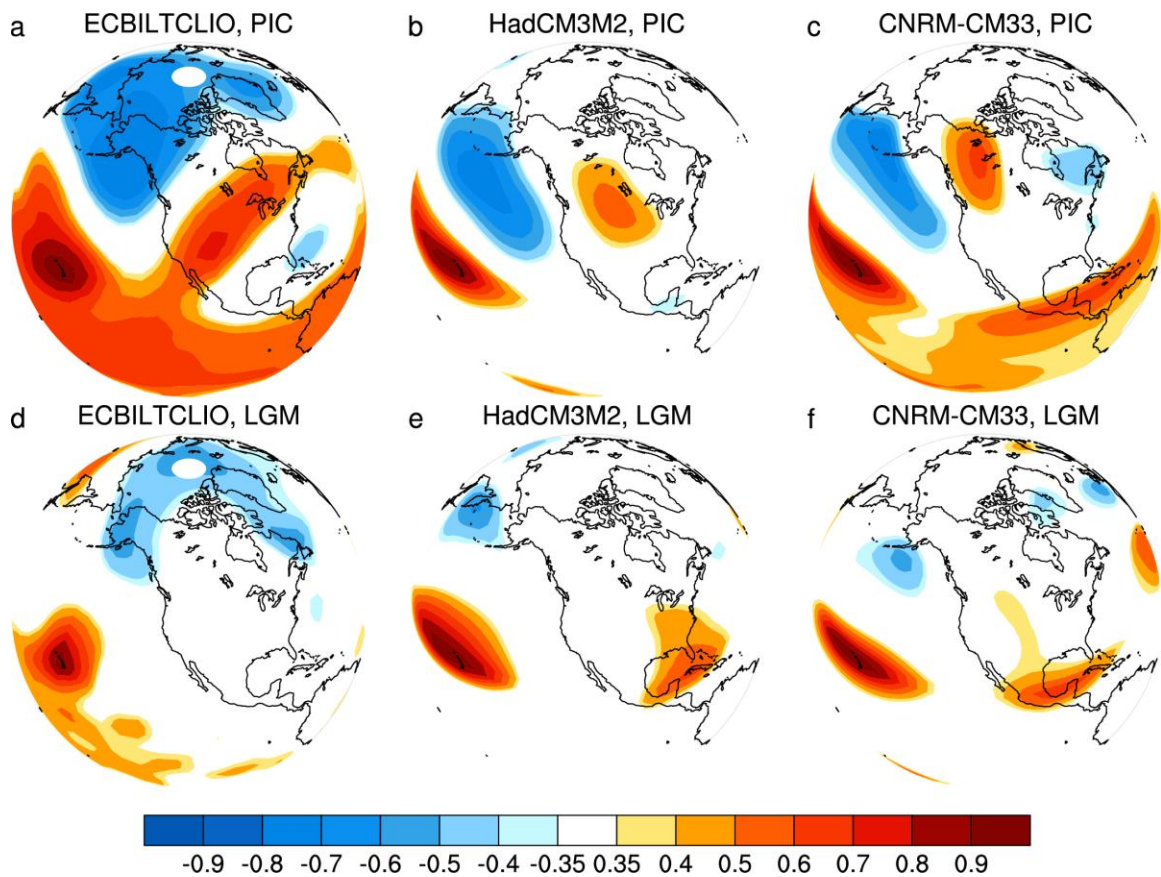 a ECBILTCLIO, PIC b HadCM3M2, PIC c CNRM-CM33, PIC
d ECBILTCLIO, LGM e HadCM3M2, LGM f CNRM-CM33, LGM
-0.9 -0.8 -0.7 -0.6 -0.5 -0.4 -0.35 0.35 0.4 0.5 0.6 0.7 0.8 0.9